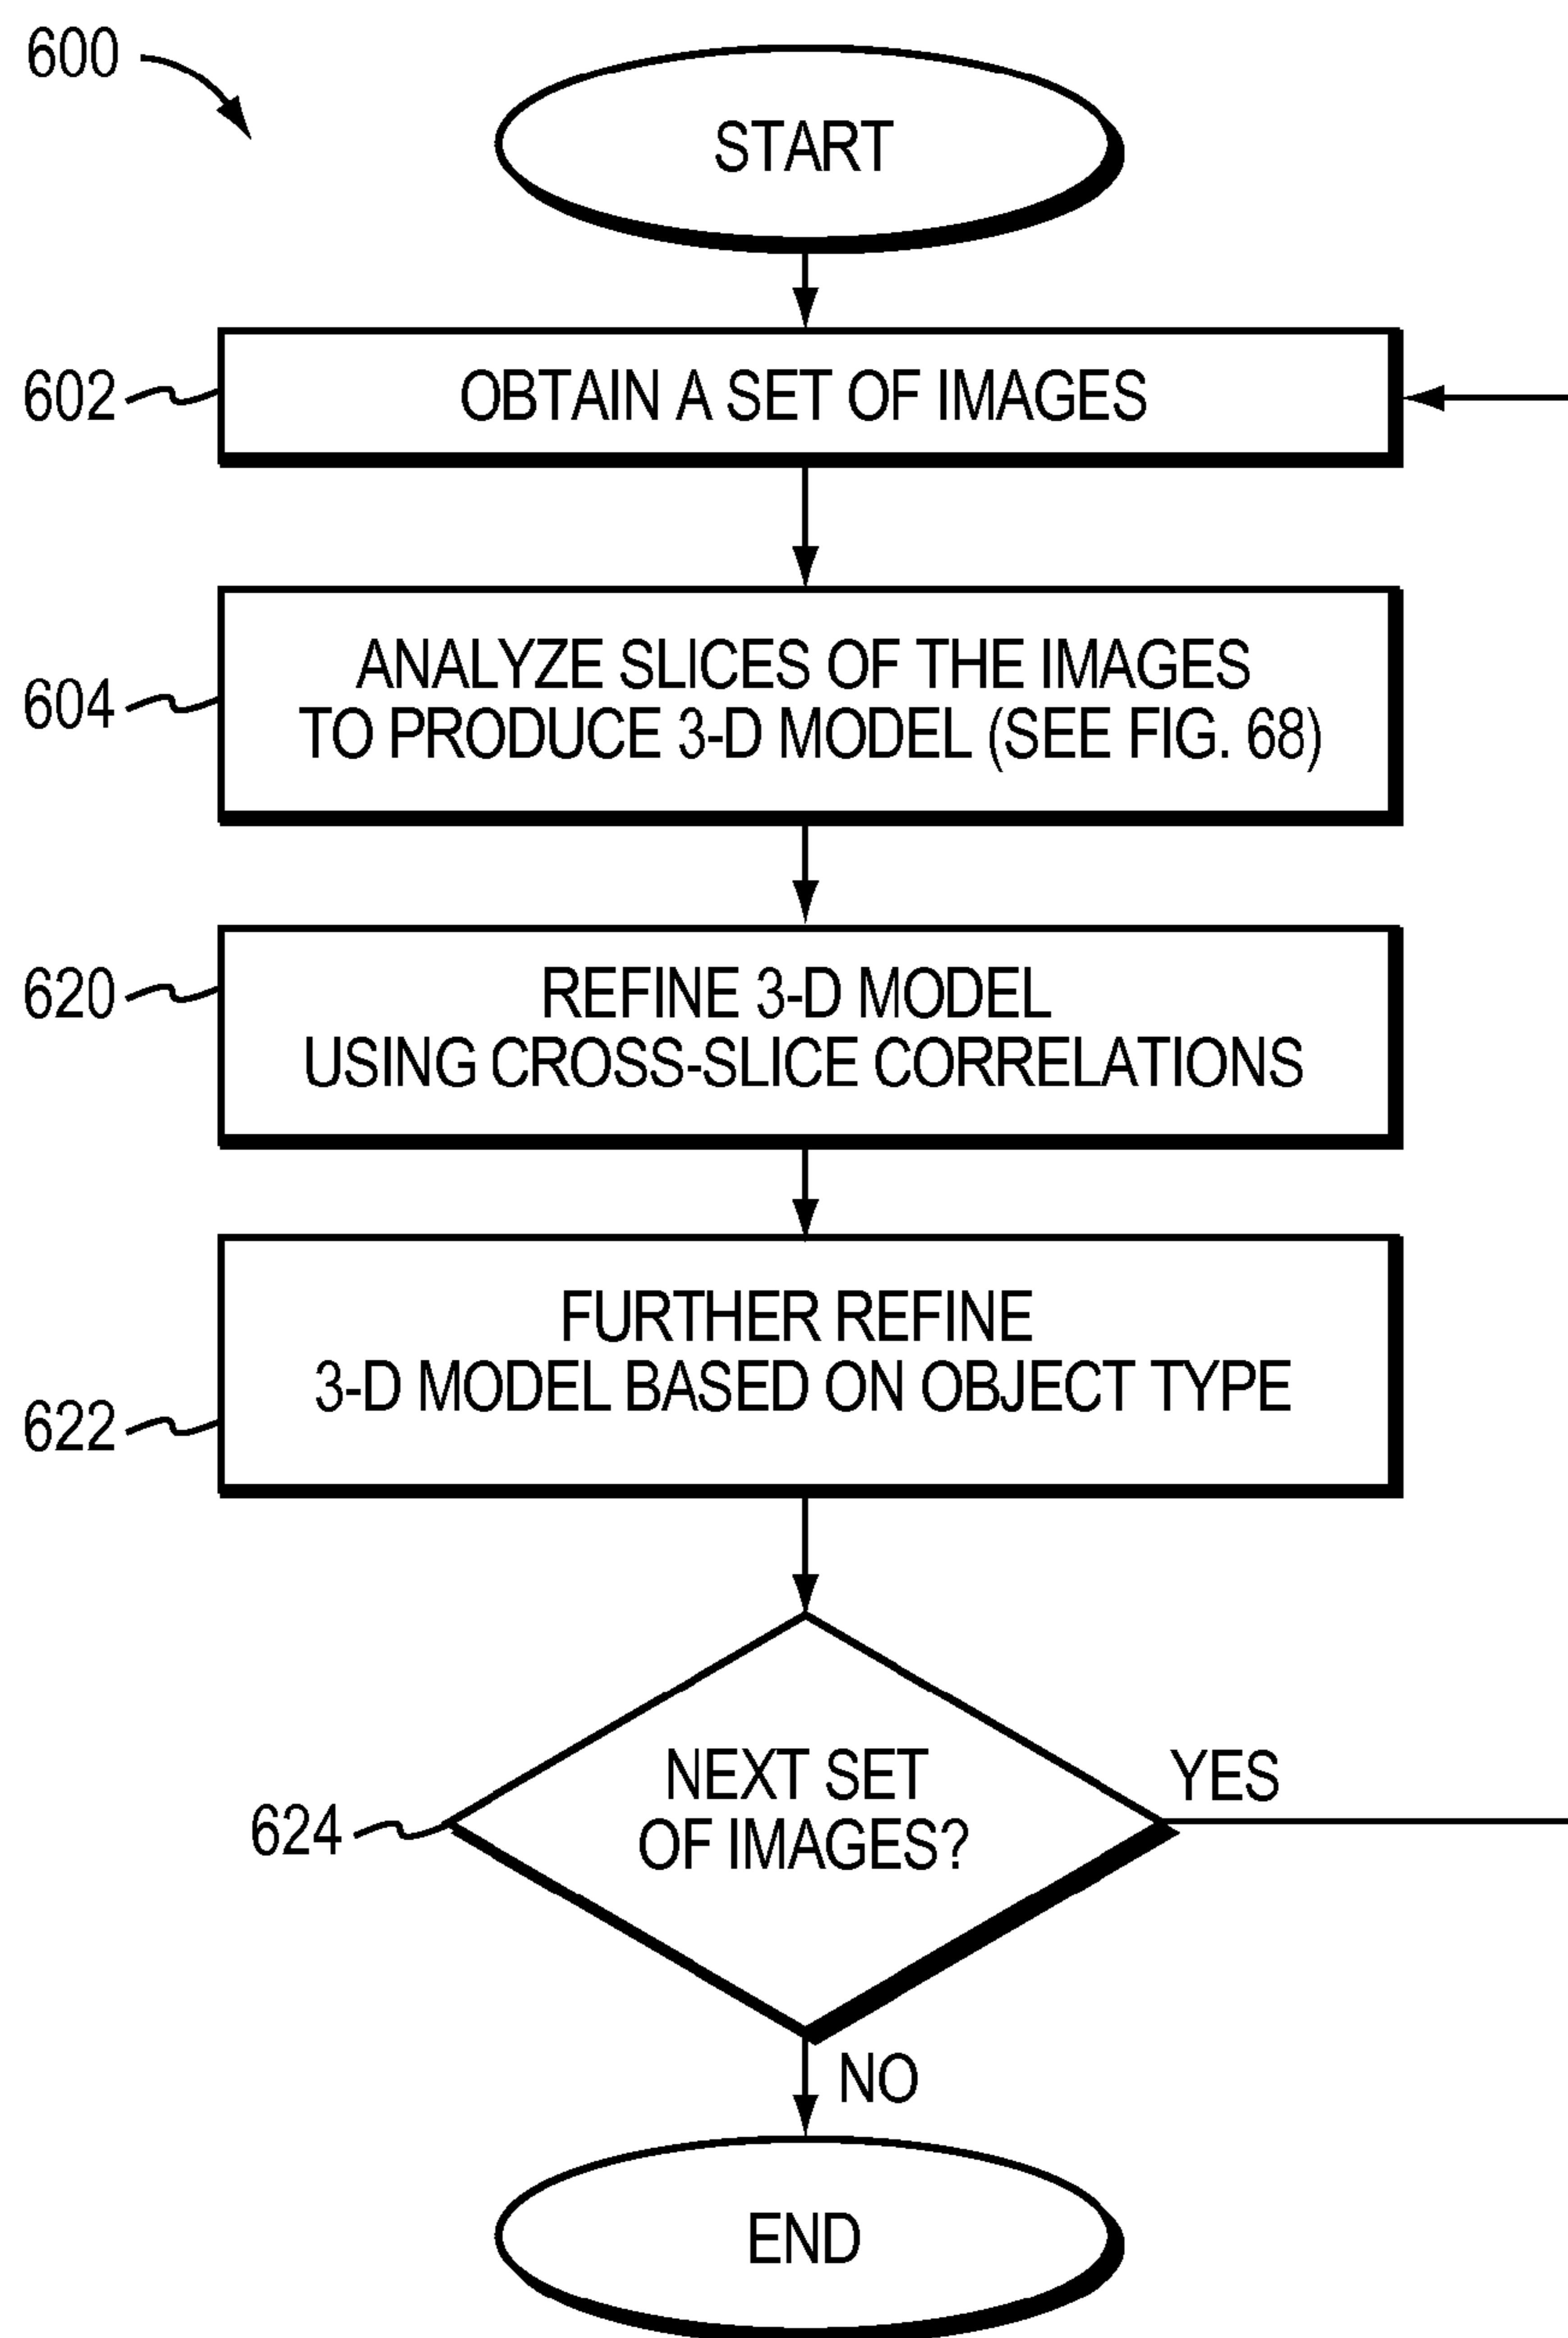 600
START
602
OBTAIN A SET OF IMAGES
604
ANALYZE SLICES OF THE IMAGES
TO PRODUCE 3-D MODEL (SEE FIG. 68)
620
REFINE 3-D MODEL
USING CROSS-SLICE CORRELATIONS
622
FURTHER REFINE
3-D MODEL BASED ON OBJECT TYPE
624
NEXT SET
OF IMAGES?
YES
NO
END